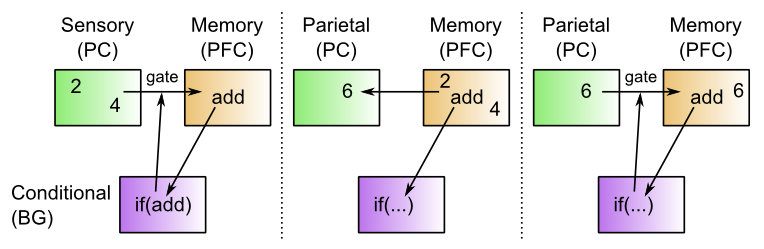 Sensory
(PC)
Memory
(PFC)
2
4
gate
add
if(add)
Conditional
(BG)
Parietal
(PC)
Memory
(PFC)
6
2
add
4
if(...)
Parietal
(PC)
Memory
(PFC)
6
gate
add 6
if(...)